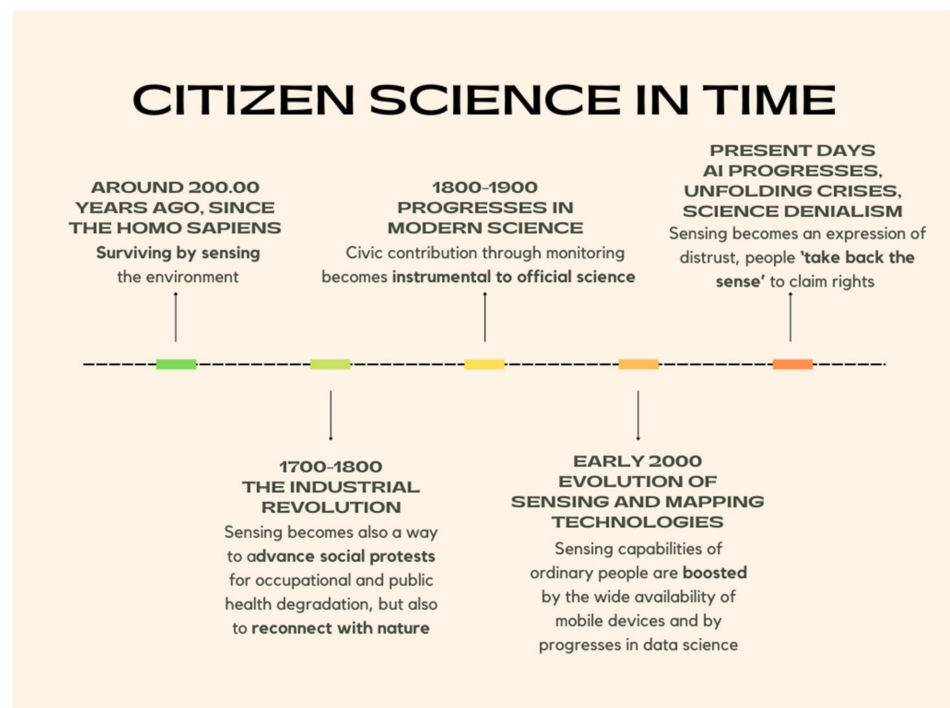 CITIZEN SCIENCE IN TIME
AROUND 200.00
YEARS AGO, SINCE
THE HOMO SAPIENS
Surviving by sensing
the environment
1700-1800
THE INDUSTRIAL
REVOLUTION
Sensing becomes also a way
to advance social protests
for occupational and public
health degradation, but also
to reconnect with nature
1800-1900
PROGRESSES IN
MODERN SCIENCE
Civic contribution through monitoring
becomes instrumental to official science
EARLY 2000
EVOLUTION OF
SENSING AND MAPPING
TECHNOLOGIES
Sensing capabilities of
ordinary people are boosted
by the wide availability of
mobile devices and by
progresses in data science
PRESENT DAYS
AI PROGRESSES,
UNFOLDING CRISES,
SCIENCE DENIALISM
Sensing becomes an expression of
distrust, people ‘take back the
sense’ to claim rights